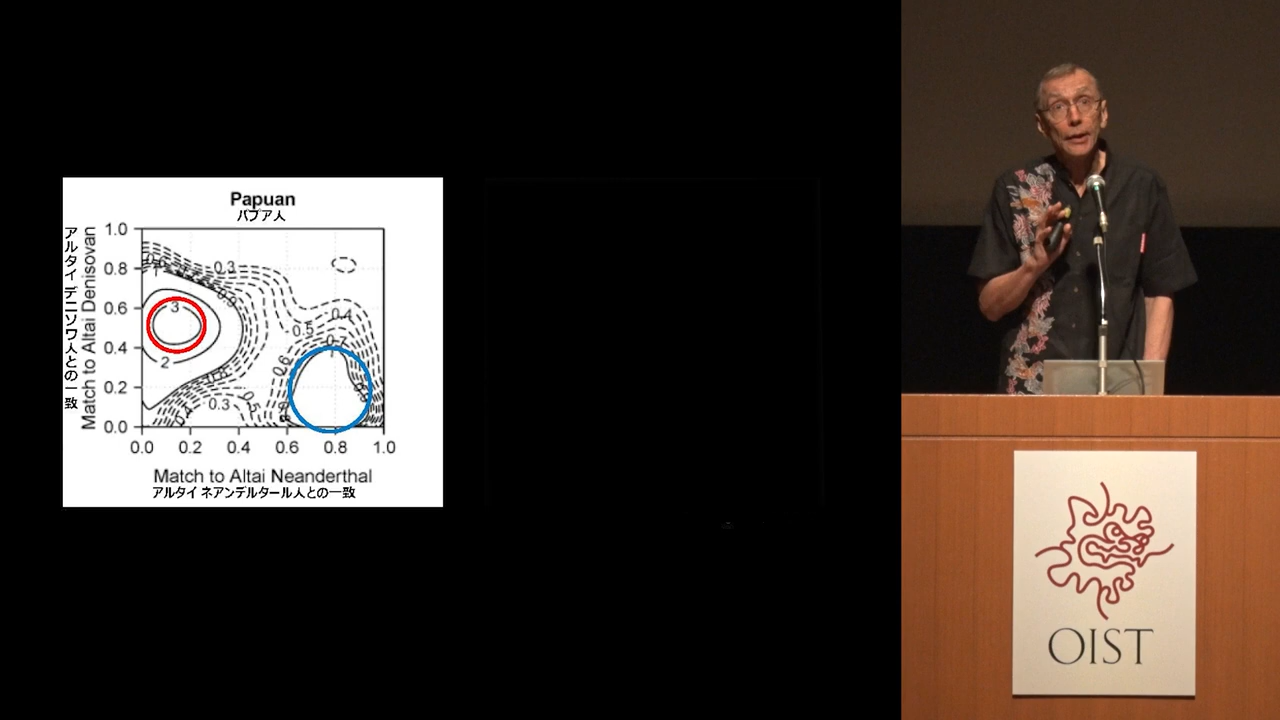 Papuan
パプア人
アルタイ デニソワ人との一致
Match to Altai Denisovan
1.0
0.8
0.6
0.4
0.2
0.0
0.3
3
2
0.3
0.5
0.4
0.7
0.6
1
0.0 0.2 0.4 0.6 0.8 1.0
Match to Altai Neanderthal
アルタイ ネアンデルタール人との一致
OIST